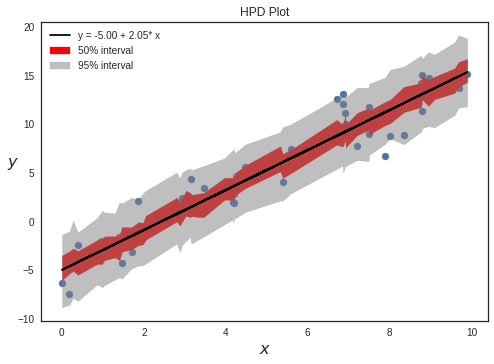 HPD Plot
y = -5.00 + 2.05* x
50% interval
95% interval
20
15
10
5
0
−5
−10
y
0 2 4 6 8 10
x